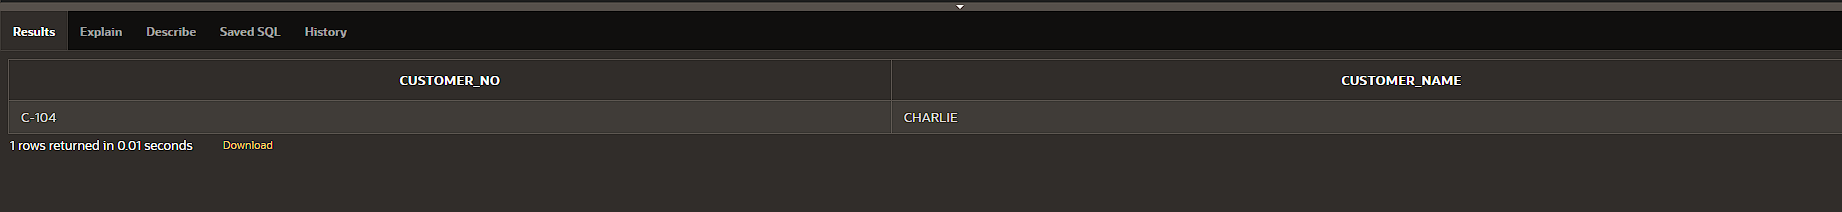 Results Explain Describe Saved SQL History
CUSTOMER_NO CUSTOMER_NAME
C-104 CHARLIE
1 rows returned in 0.01 seconds Download